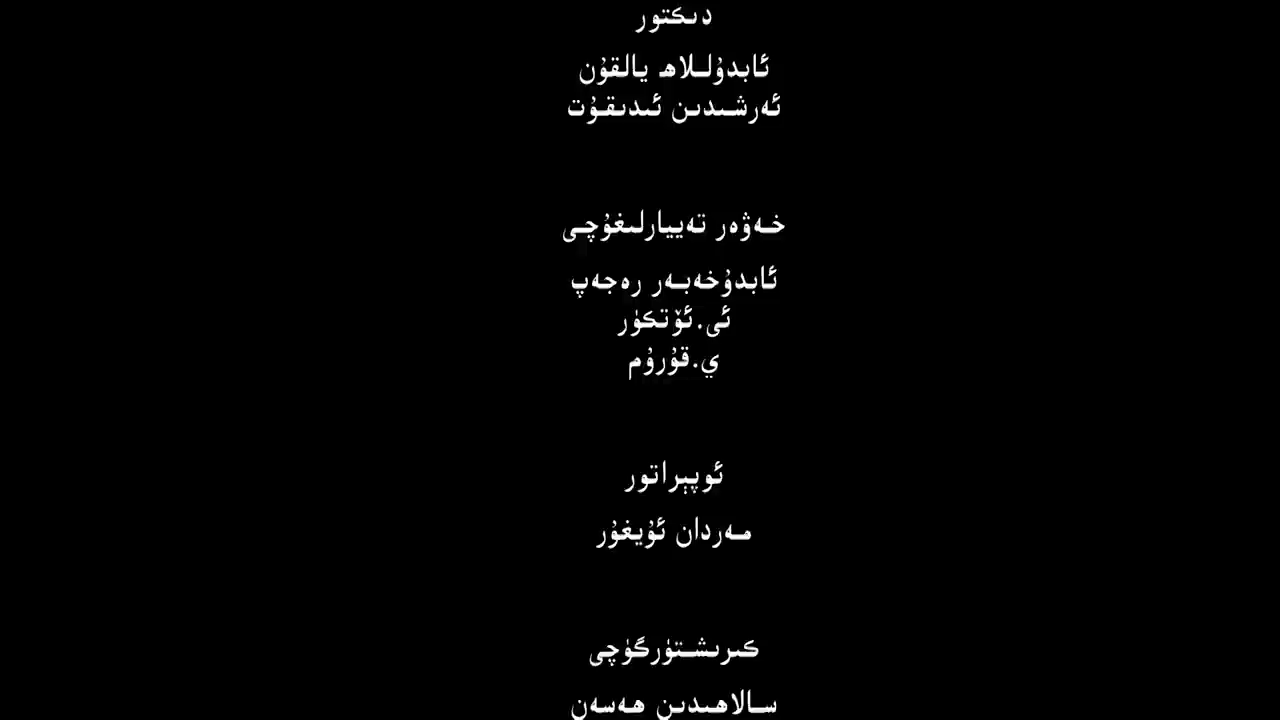 دىكتور
ئابدۇللاھ يالقۇن
ئەرشىدىن ئىدىقۇت
خەۋەر تەييارلىغۇچى
ئابدۇخەبەر رەجەپ
ئى.ئۆتكۈر
ي.قۇرۇم
ئوپېراتور
مەردان ئۇيغۇر
كىرىشتۈرگۈچى
سالاھىدىن ھەسەن